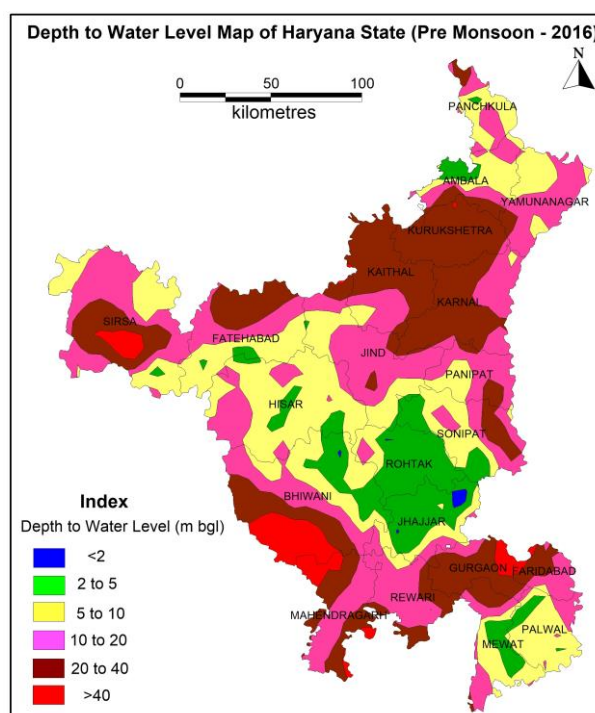 Depth to Water Level Map of Haryana State (Pre Monsoon - 2016)
0 50 100
kilometres
N
PANCHKULA
AMBALA
YAMUNANAGAR
KURUKSHETRA
KAITHAL
KARNAL
SIRSA
FATEHABAD
JIND
PANIPAT
HISAR
SONIPAT
ROHTAK
BHIWANI
JHAJJAR
GURGAON
FARIDABAD
REWARI
MAHENDRAGARH
PALWAL
MEWAT
Index
Depth to Water Level (m bgl)
<2
2 to 5
5 to 10
10 to 20
20 to 40
>40